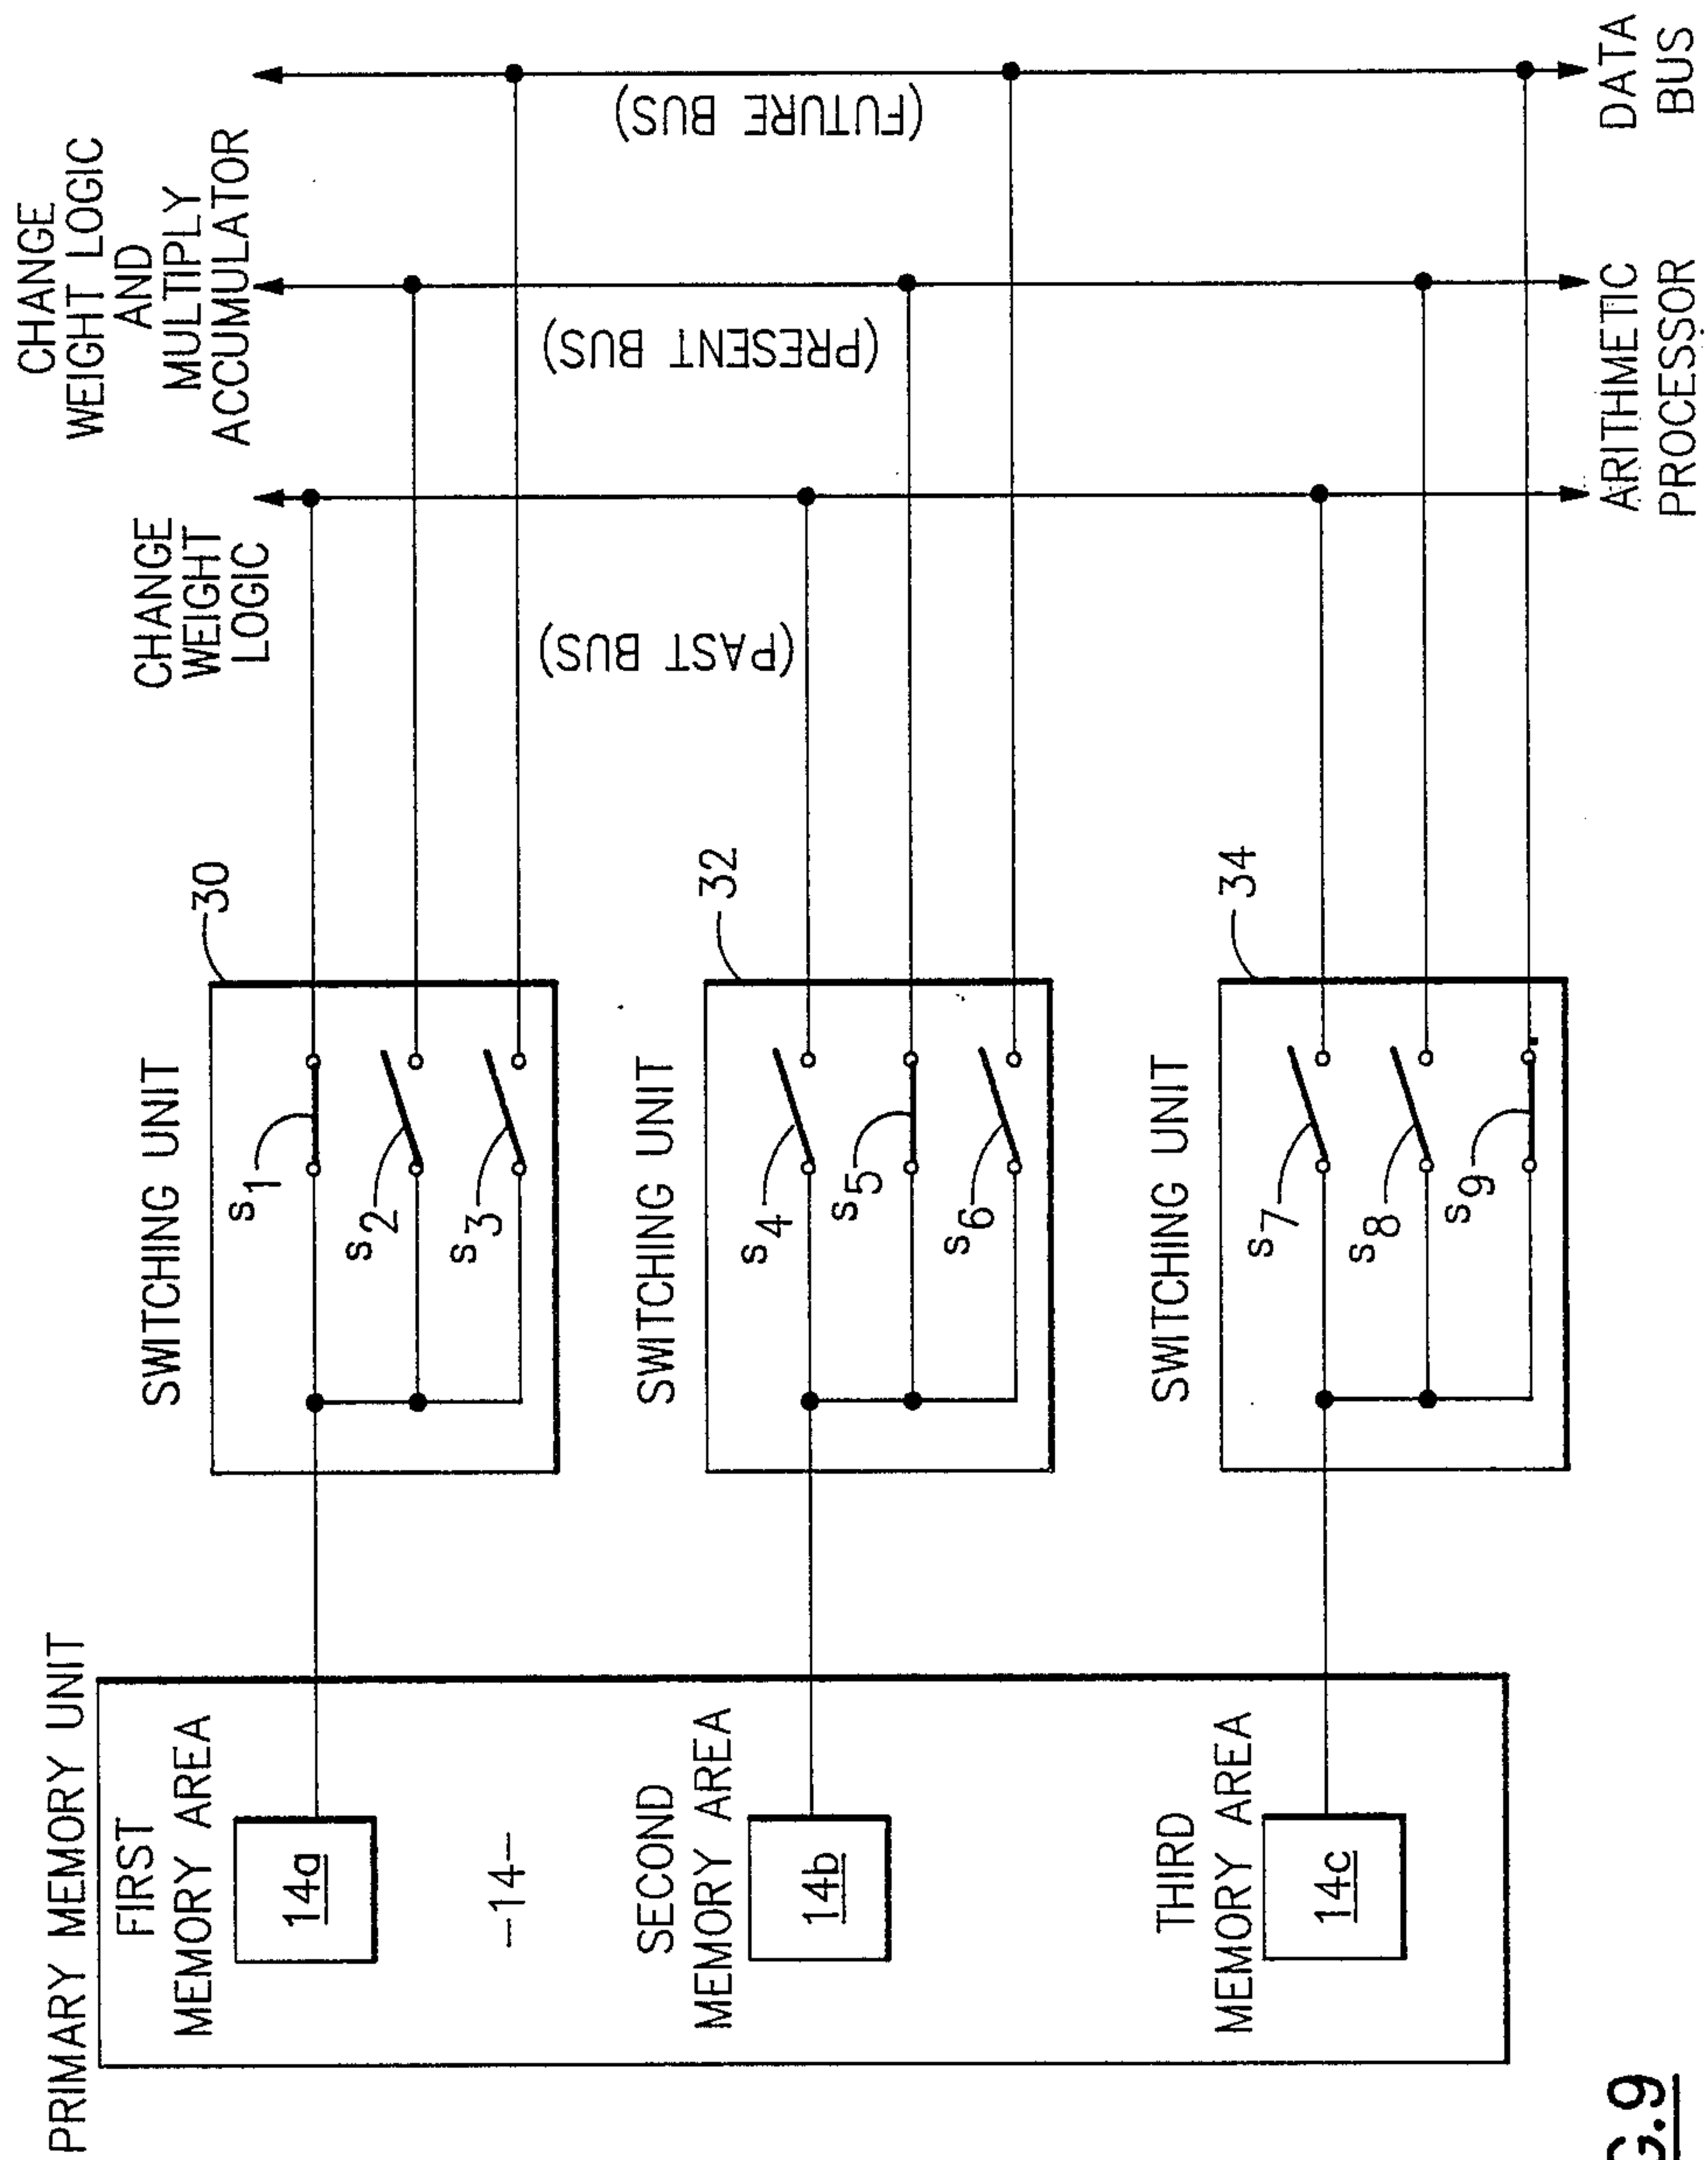 PRIMARY MEMORY UNIT
FIRST
MEMORY AREA
14a
-14-
SECOND
MEMORY AREA
14b
THIRD
MEMORY AREA
14c
SWITCHING UNIT
30
s1
s2
s3
SWITCHING UNIT
32
s4
s5
s6
SWITCHING UNIT
34
s7
s8
s9
CHANGE
WEIGHT
LOGIC
(PAST BUS)
CHANGE
WEIGHT LOGIC
AND
MULTIPLY
ACCUMULATOR
(PRESENT BUS)
(FUTURE BUS)
ARITHMETIC
PROCESSOR
DATA
BUS
G.9